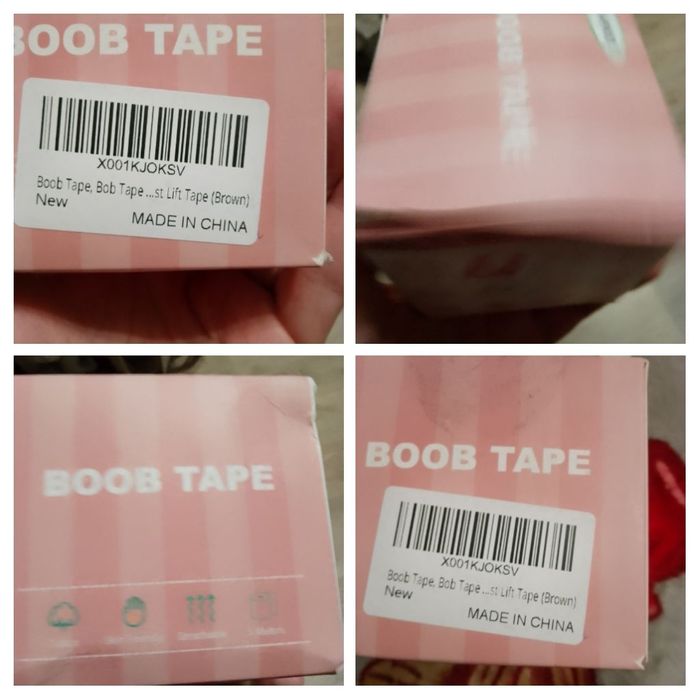 BOOB TAPE
X001KJOKSV
Boob Tape, Bob Tape ...st Lift Tape (Brown)
New
MADE IN CHINA
BOOB TAPE
BOOB TAPE
BOOB TAPE
X001KJOKSV
Boob Tape, Bob Tape ...st Lift Tape (Brown)
New
MADE IN CHINA